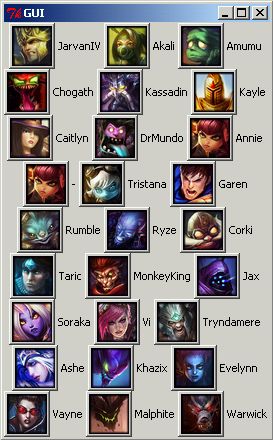 GUI
JarvanIV Akali Amumu
Chogath Kassadin Kayle
Caitlyn DrMundo Annie
- Tristana Garen
Rumble Ryze Corki
Taric MonkeyKing Jax
Soraka Vi Tryndamere
Ashe Khazix Evelynn
Vayne Malphite Warwick